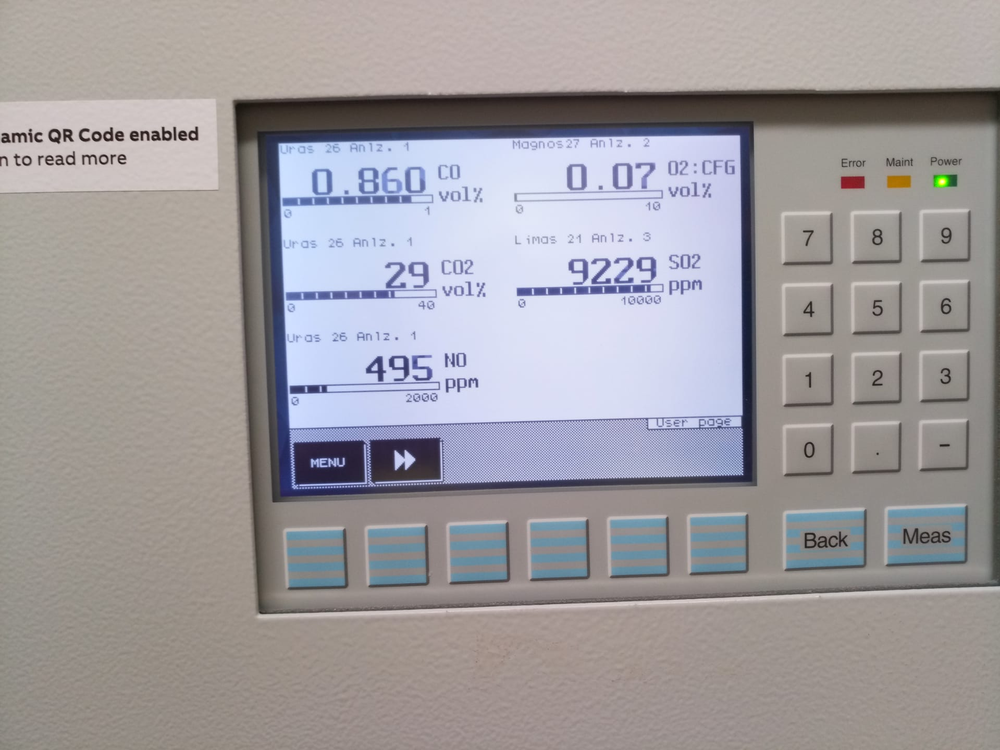 amic QR Code enabled
n to read more
Uras 26 Anlz. 1
0.860 CO
vol%
0 1
Magnos27 Anlz. 2
0.07 O2:CFG
vol%
0 10
Uras 26 Anlz. 1
29 CO2
vol%
0 40
Limas 21 Anlz. 3
9229 SO2
ppm
0 10000
Uras 26 Anlz. 1
495 NO
ppm
0 2000
User page
MENU
Error Maint Power
7 8 9
4 5 6
1 2 3
0 . -
Back Meas